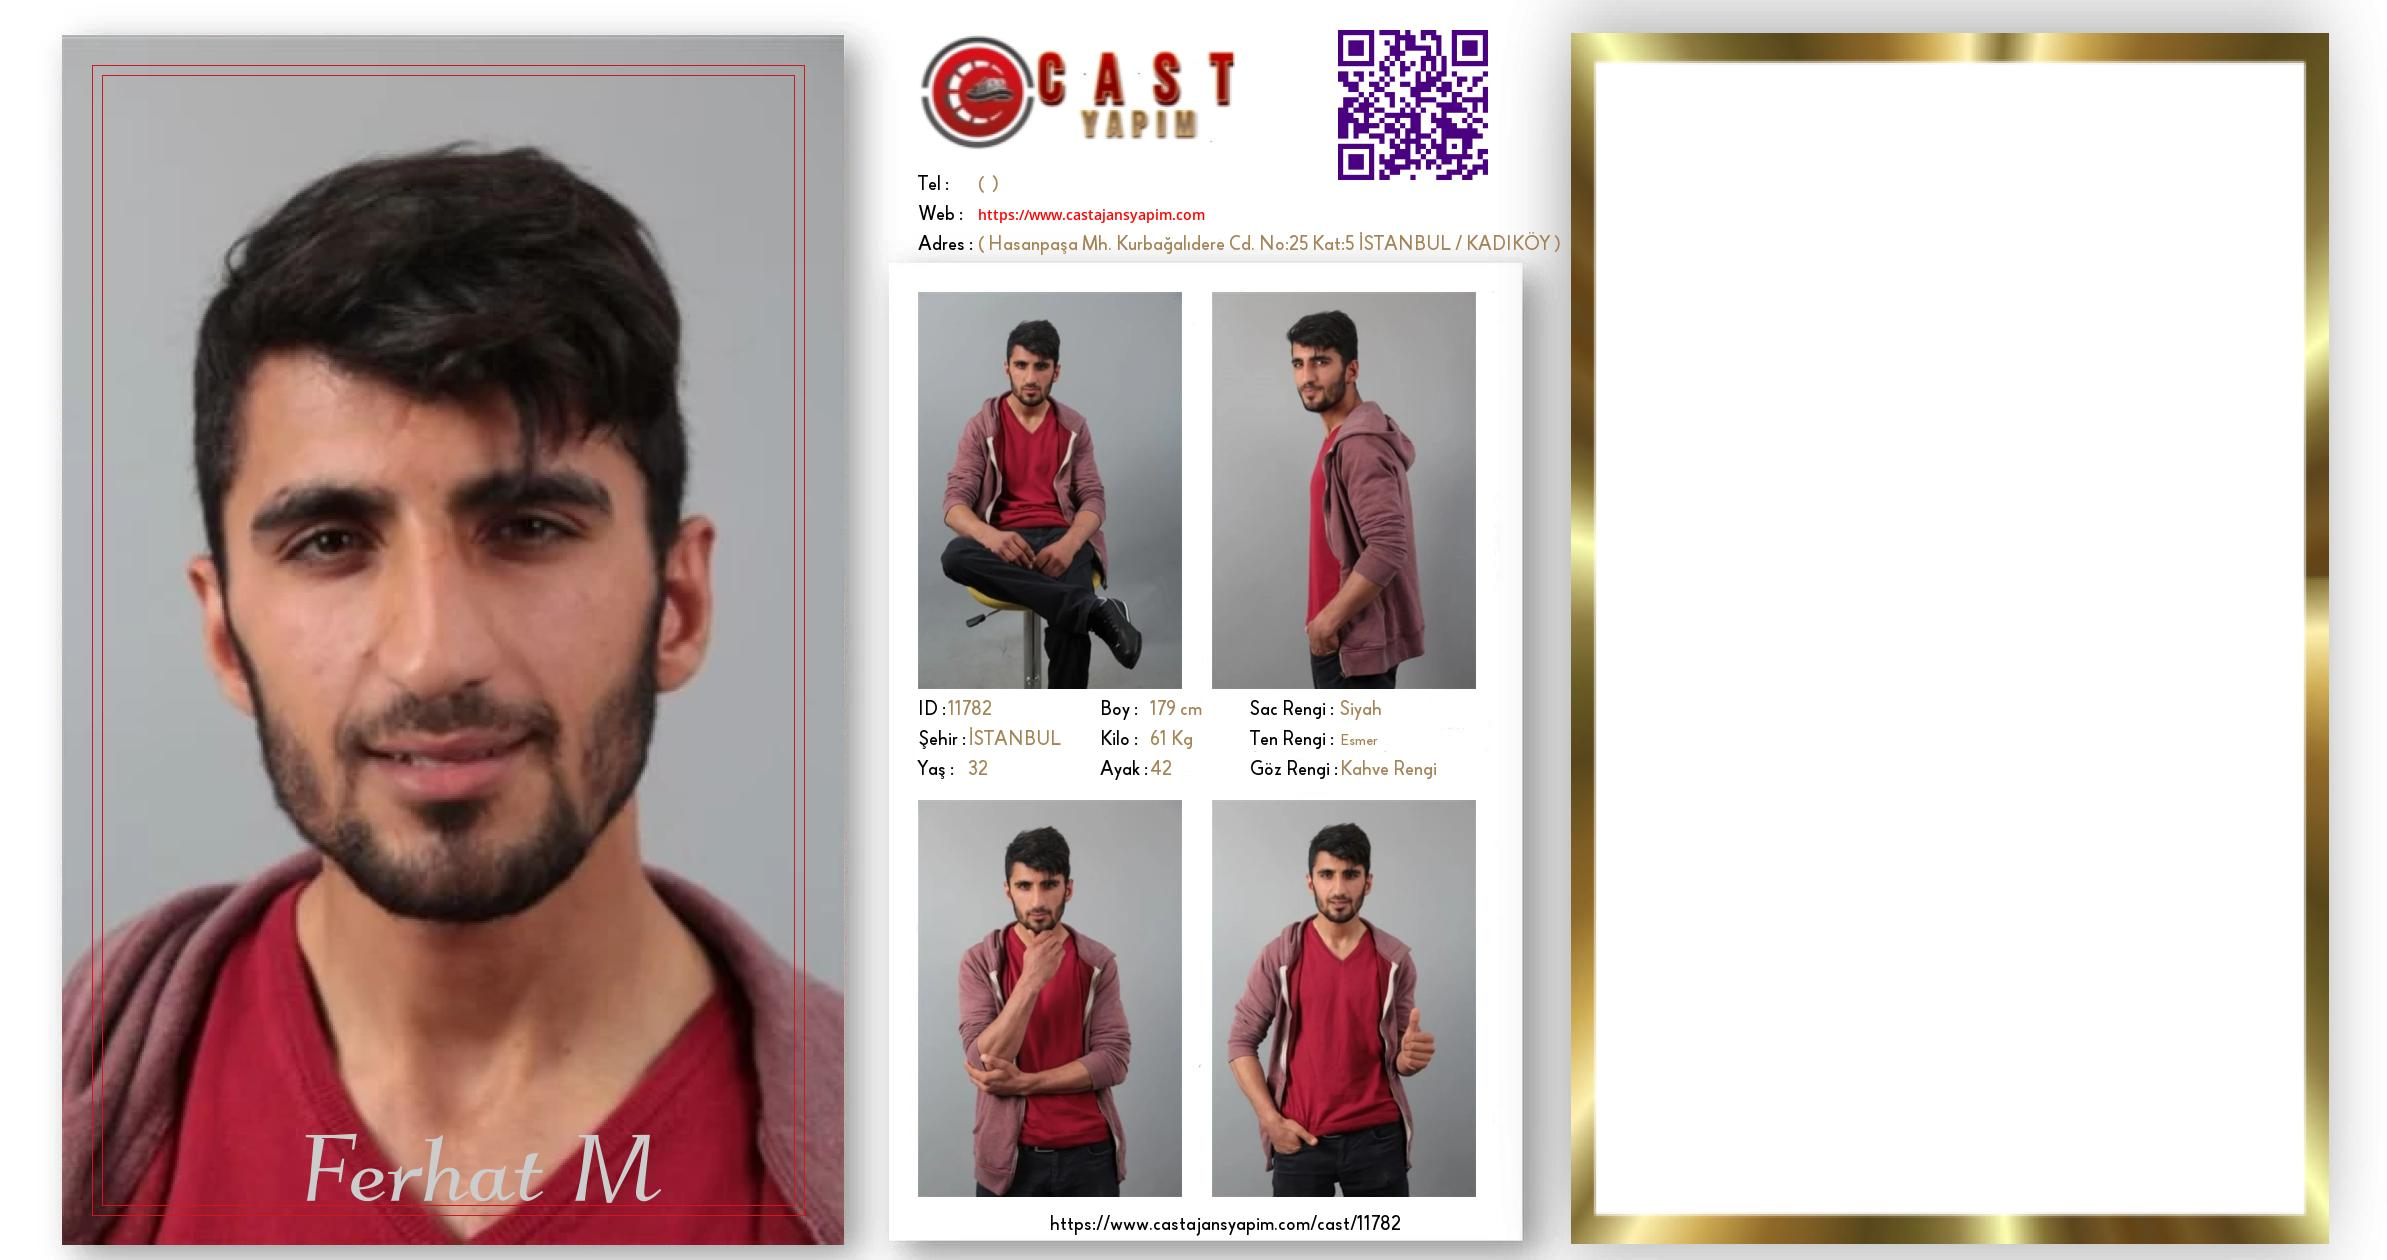 Ferhat M
CAST
YAPIM
Tel : ( )
Web : https://www.castajansyapim.com
Adres : ( Hasanpaşa Mh. Kurbağalıdere Cd. No:25 Kat:5 İSTANBUL / KADIKÖY )
ID : 11782 Boy : 179 cm Sac Rengi : Siyah
Şehir : İSTANBUL Kilo : 61 Kg Ten Rengi : Esmer
Yaş : 32 Ayak : 42 Göz Rengi : Kahve Rengi
https://www.castajansyapim.com/cast/11782